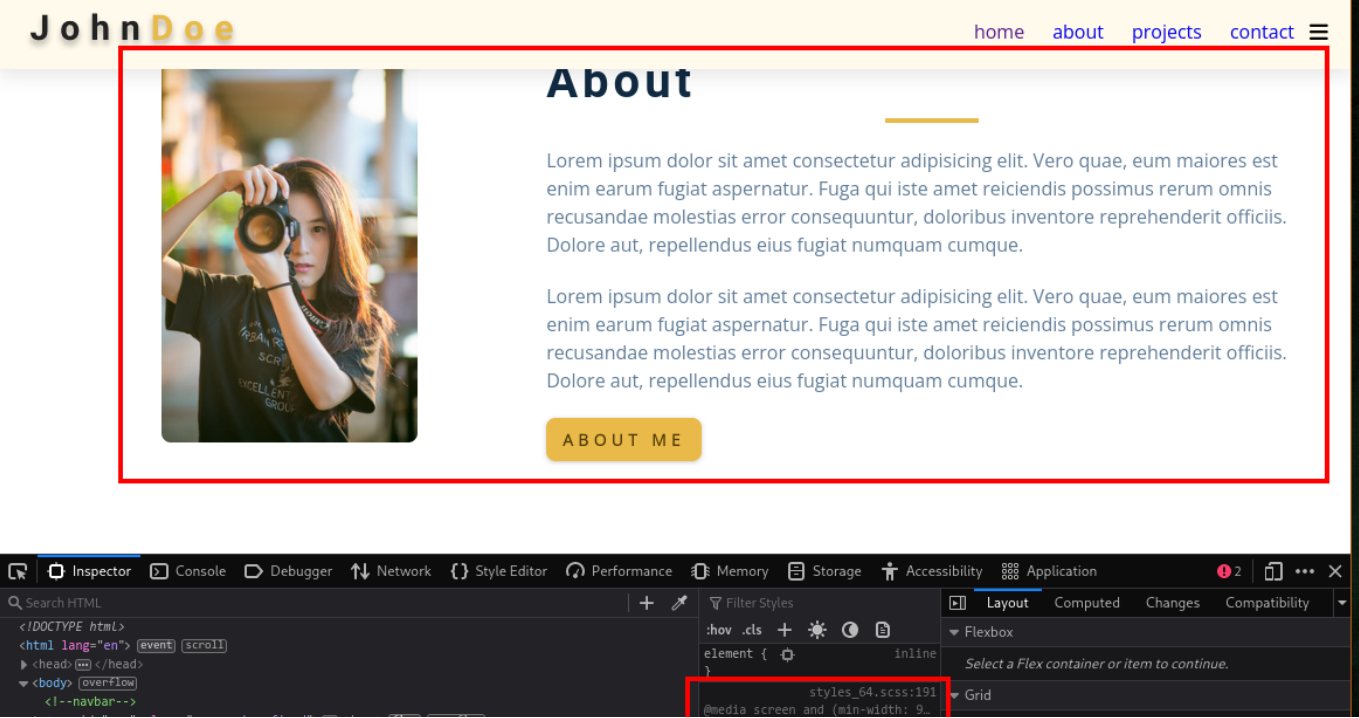 JohnDoe
home about projects contact
About
Lorem ipsum dolor sit amet consectetur adipisicing elit. Vero quae, eum maiores est
enim earum fugiat aspernatur. Fuga qui iste amet reiciendis possimus rerum omnis
recusandae molestias error consequuntur, doloribus inventore reprehenderit officiis.
Dolore aut, repellendus eius fugiat numquam cumque.
Lorem ipsum dolor sit amet consectetur adipisicing elit. Vero quae, eum maiores est
enim earum fugiat aspernatur. Fuga qui iste amet reiciendis possimus rerum omnis
recusandae molestias error consequuntur, doloribus inventore reprehenderit officiis.
Dolore aut, repellendus eius fugiat numquam cumque.
ABOUT ME
Inspector Console Debugger Network {} Style Editor Performance Memory Storage Accessibility Application 2
Search HTML
Filter Styles
Layout Computed Changes Compatibility
<!DOCTYPE html>
<html lang="en"> event scroll
<head> ... </head>
<body> overflow
<!--navbar-->
:hov .cls
element { inline
}
styles_64.scss:191
@media screen and (min-width: 9…
Flexbox
Select a Flex container or item to continue.
Grid